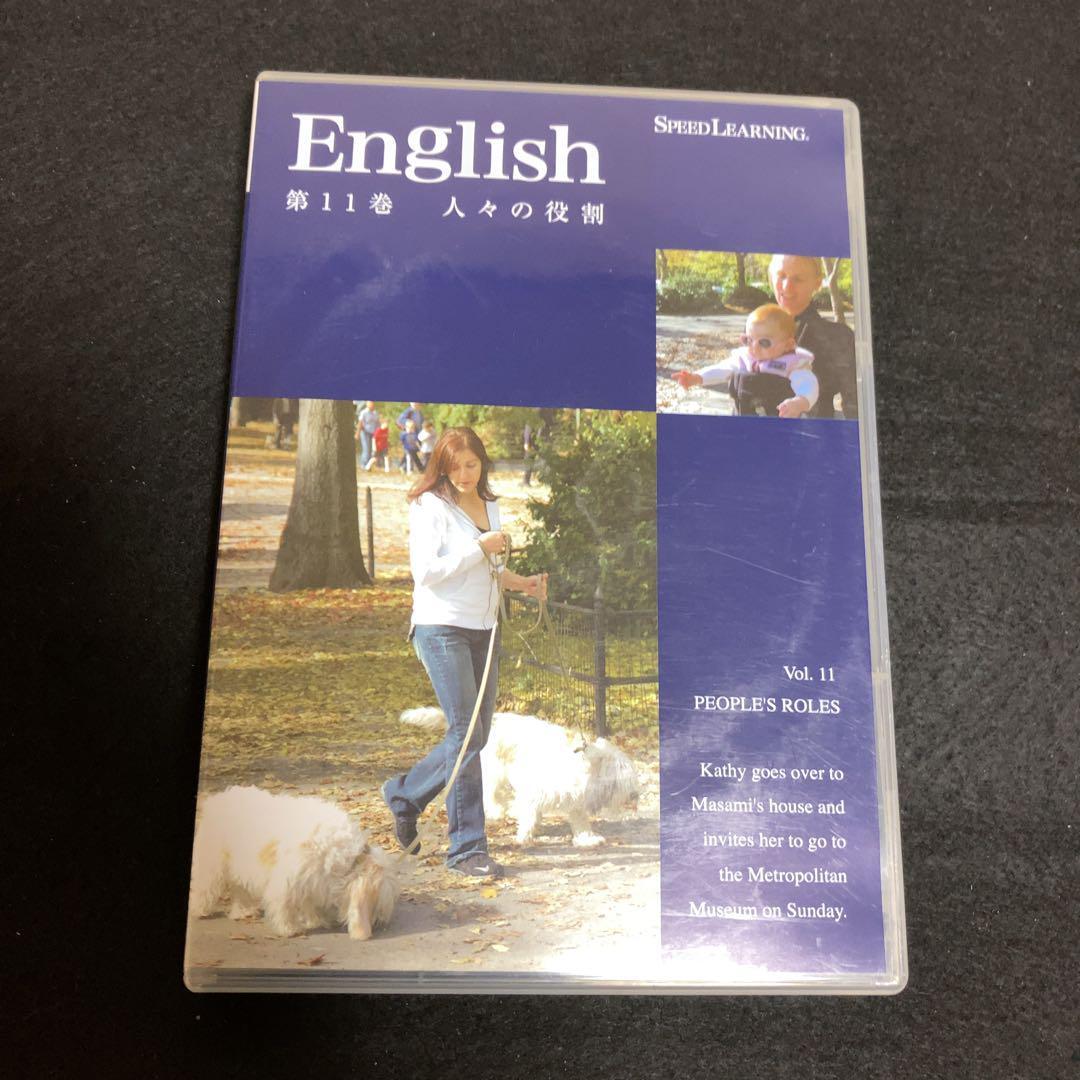 English
SPEEDLEARNING®
第11巻　人々の役割
Vol. 11
PEOPLE'S ROLES
Kathy goes over to
Masami's house and
invites her to go to
the Metropolitan
Museum on Sunday.